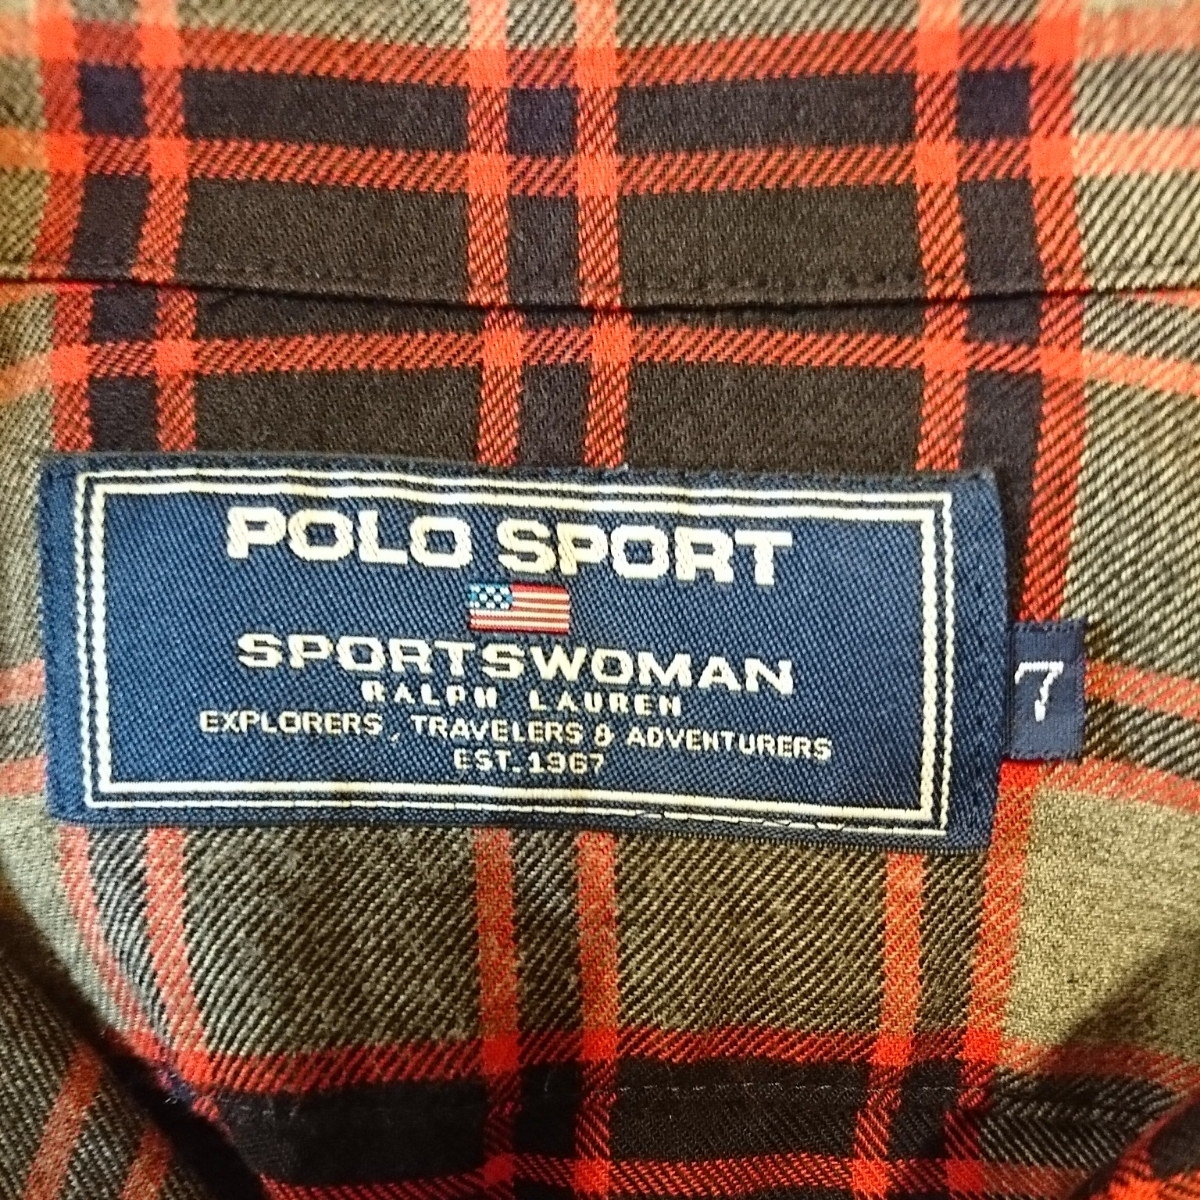 POLO SPORT
SPORTSWOMAN
RALPH LAUREN
EXPLORERS, TRAVELERS & ADVENTURERS
EST. 1967
7